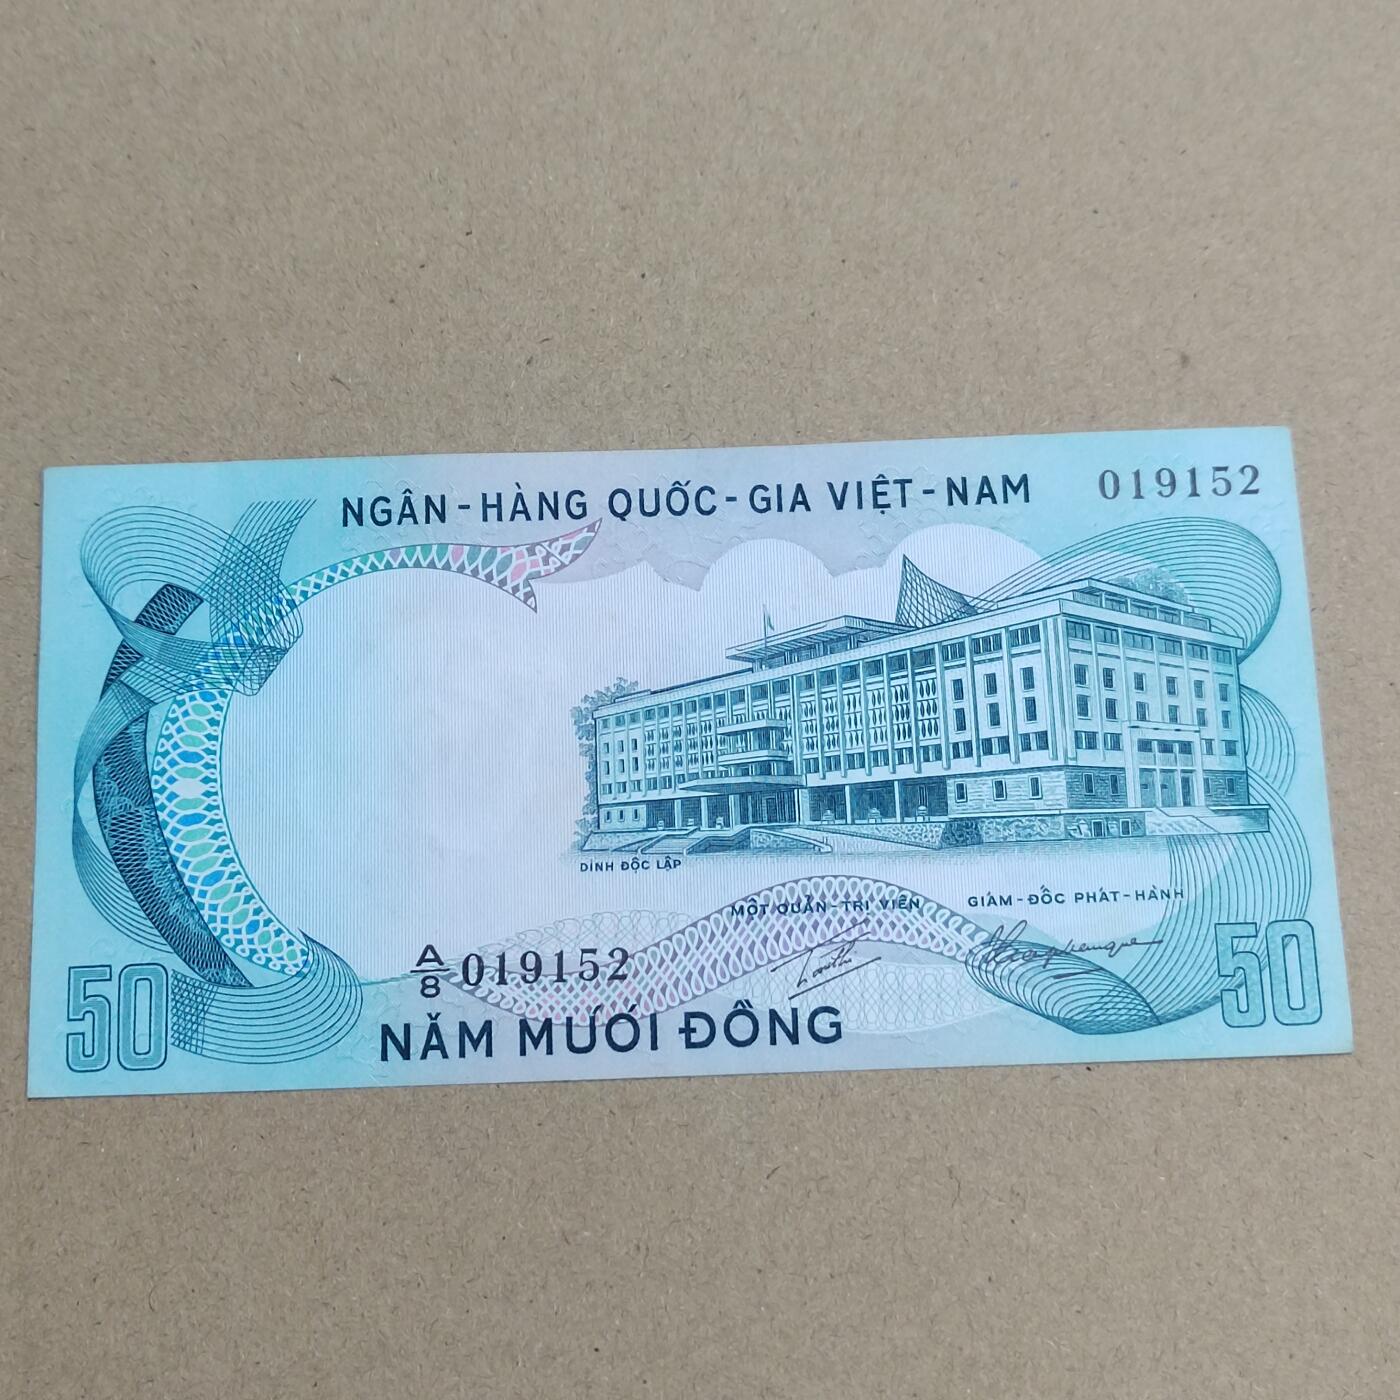 NGÂN-HÀNG QUỐC-GIA VIỆT-NAM
019152
DINH ĐỘC LẬP
MỘT QUẢN-TRỊ VIÊN
GIÁM-ĐỐC PHÁT-HÀNH
A/8 019152
50
50
NĂM MƯƠI ĐỒNG